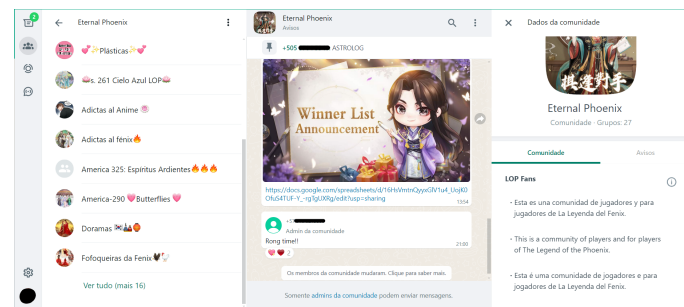 2
Eternal Phoenix
Plásticas
s. 261 Cielo Azul LOP
Adictas al Anime
Adictas al fénix
America 325: Espíritus Ardientes
America-290 Butterflies
Doramas
Fofoqueiras da Fenix
Ver tudo (mais 16)
Eternal Phoenix
Avisos
+505 ASTROLOG
Winner List
Announcement
https://docs.google.com/spreadsheets/d/16HsVmtnQyyxGlV1u4_UojK0
OfuS4TUF-Y_-rgTgUXRg/edit?usp=sharing
13:54
Admin da comunidade
Rong time!!
21:00
2
Os membros da comunidade mudaram. Clique para saber mais.
Somente admins da comunidade podem enviar mensagens.
Dados da comunidade
Eternal Phoenix
Comunidade · Grupos: 27
Comunidade Avisos
LOP Fans
- Esta es una comunidad de jugadores y para
jugadores de La Leyenda del Fenix.
- This is a community of players and for players
of The Legend of the Phoenix.
- Esta é uma comunidade de jogadores e para
jogadores de La Leyenda del Fenix.